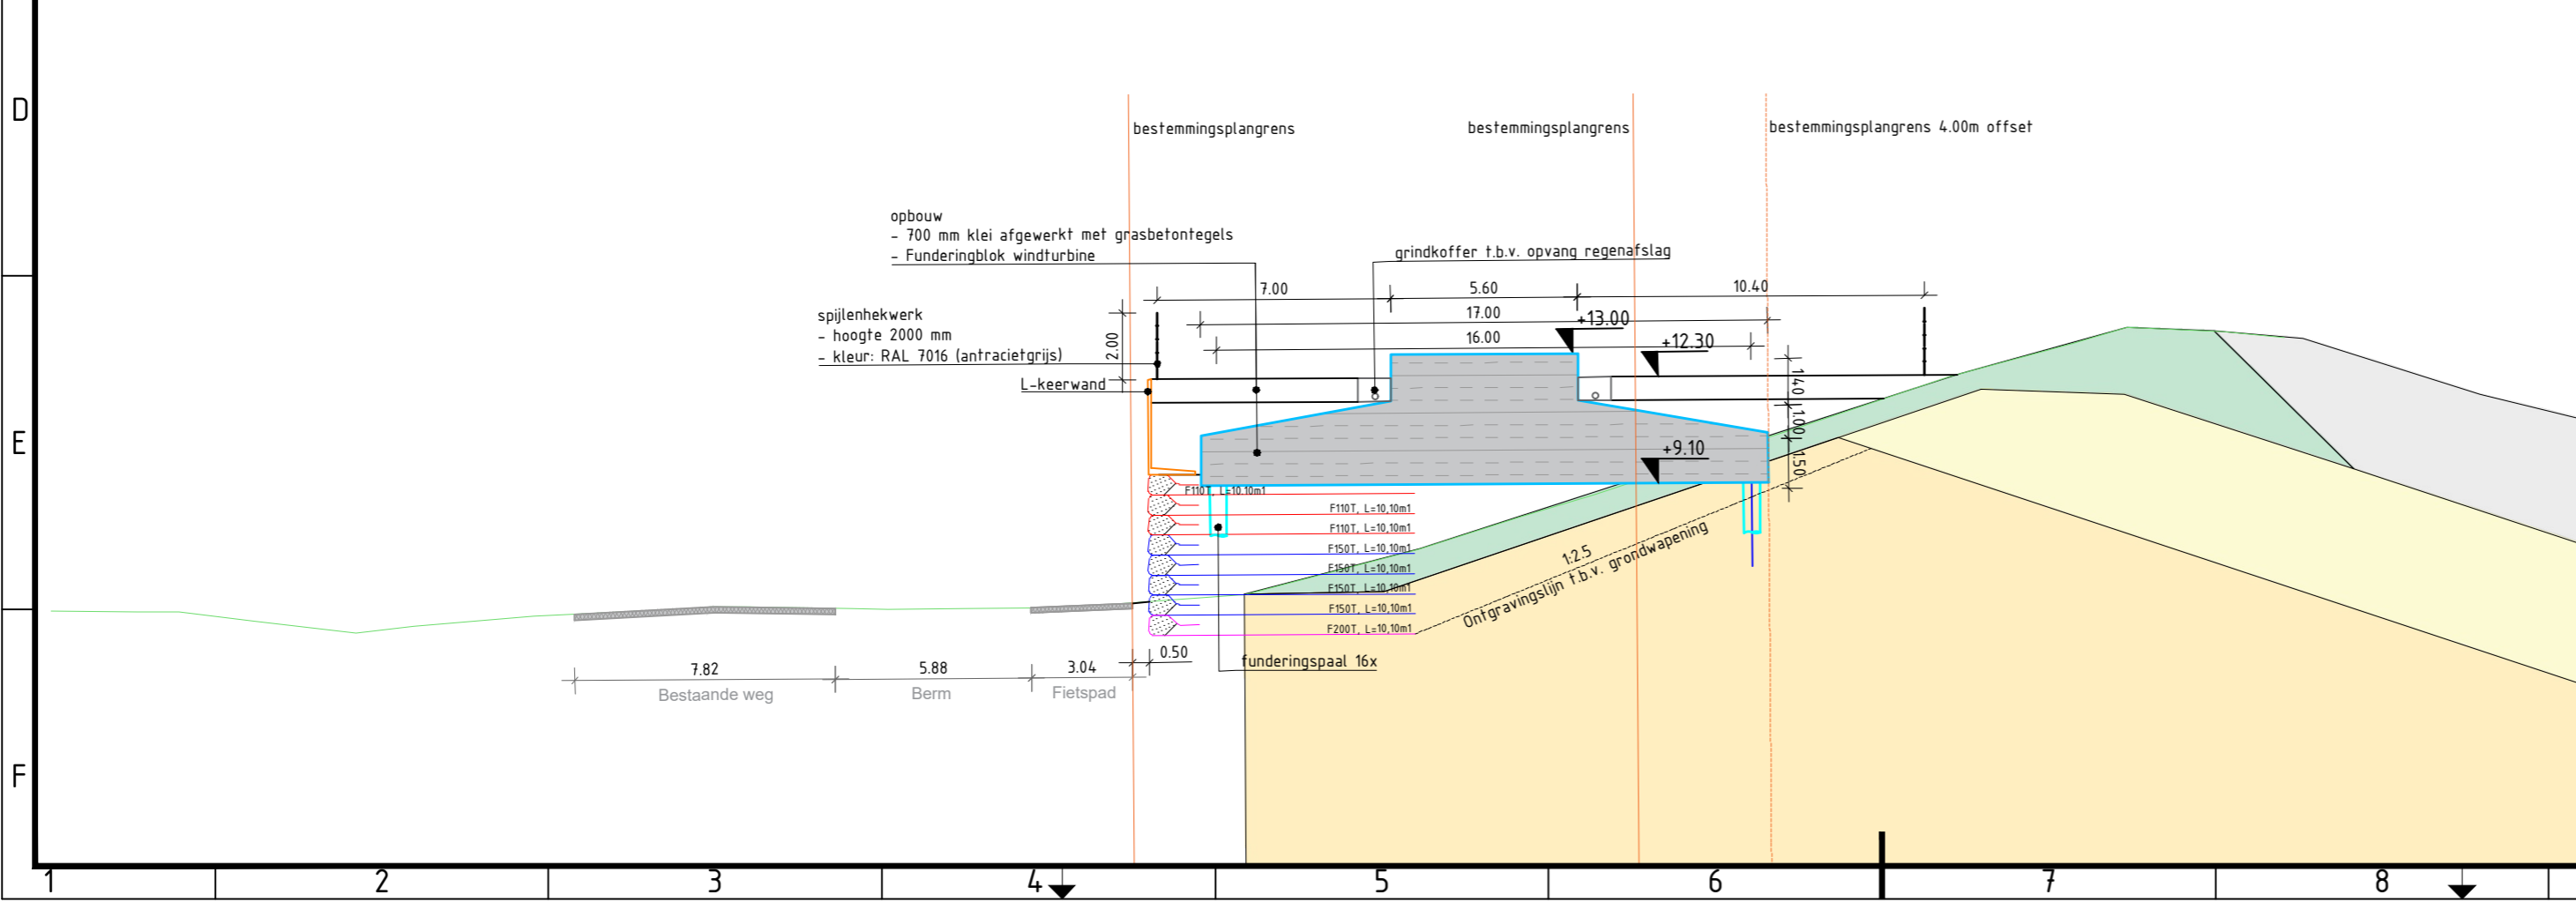 D
bestemmingsplangrens
bestemmingsplangrens
bestemmingsplangrens 4.00m offset
opbouw
- 700 mm klei afgewerkt met grasbetontegels
- Funderingblok windturbine
grindkoffer t.b.v. opvang regenafslag
7.00
5.60
10.40
spijlenhekwerk
- hoogte 2000 mm
- kleur: RAL 7016 (antracietgrijs)
2.00
17.00
+13.00
16.00
+12.30
L-keerwand
1.40
1.00
1.50
E
+9.10
F110T, L=10.10m1
F110T, L=10,10m1
F110T, L=10,10m1
F150T, L=10,10m1
F150T, L=10,10m1
F150T, L=10,10m1
F150T, L=10,10m1
F200T, L=10,10m1
1:2.5
Ontgravingslijn t.b.v. grondwapening
0.50
funderingspaal 16x
7.82
5.88
3.04
Bestaande weg
Berm
Fietspad
F
1
2
3
4
5
6
7
8